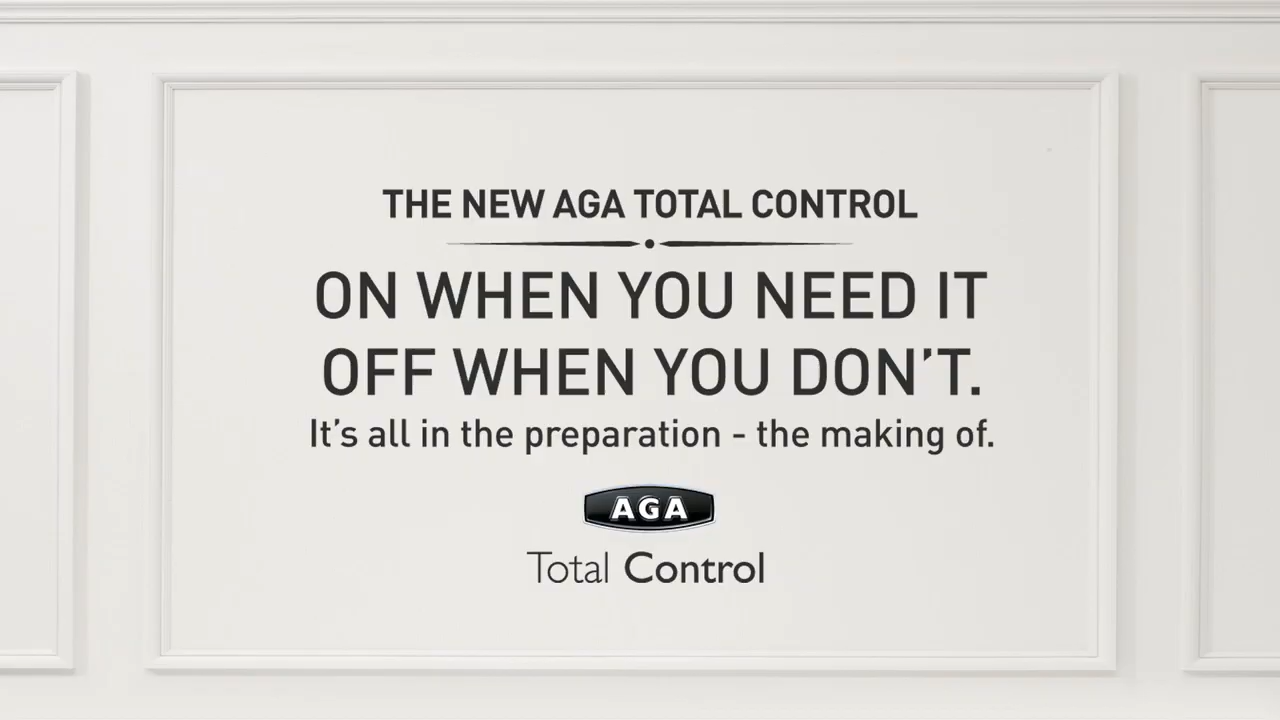 THE NEW AGA TOTAL CONTROL
ON WHEN YOU NEED IT
OFF WHEN YOU DON'T.
It's all in the preparation - the making of.
AGA
Total Control